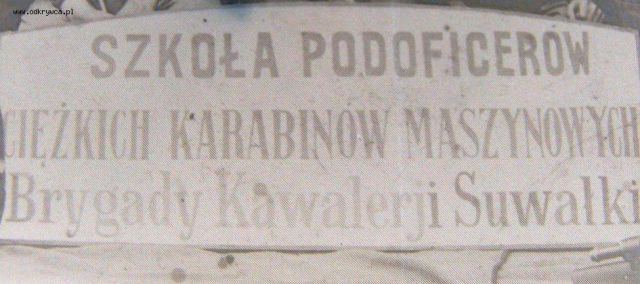 www.odkrywca.pl
SZKOŁA PODOFICERÓW
CIĘŻKICH KARABINÓW MASZYNOWYCH
Brygady Kawalerji Suwałki